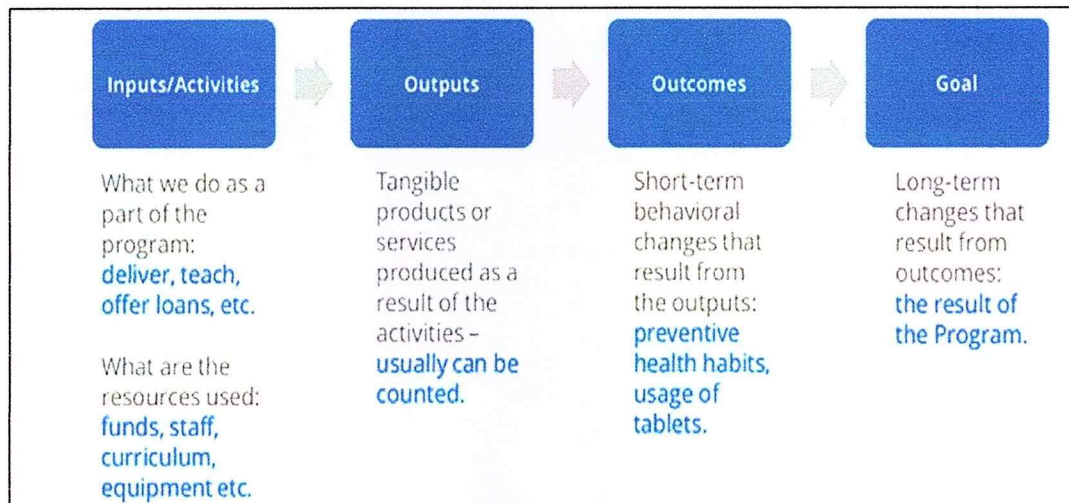 Inputs/Activities
Outputs
Outcomes
Goal
What we do as a
part of the
program:
deliver, teach,
offer loans, etc.
What are the
resources used:
funds, staff,
curriculum,
equipment etc.
Tangible
products or
services
produced as a
result of the
activities –
usually can be
counted.
Short-term
behavioral
changes that
result from
the outputs:
preventive
health habits,
usage of
tablets.
Long-term
changes that
result from
outcomes:
the result of
the Program.